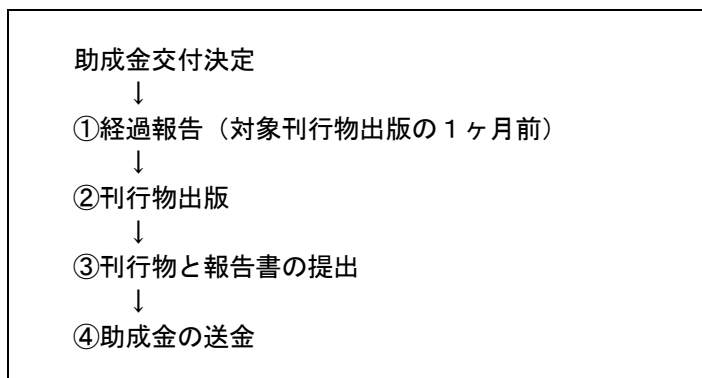 助成金交付決定
↓
①経過報告（対象刊行物出版の１ヶ月前）
↓
②刊行物出版
↓
③刊行物と報告書の提出
↓
④助成金の送金